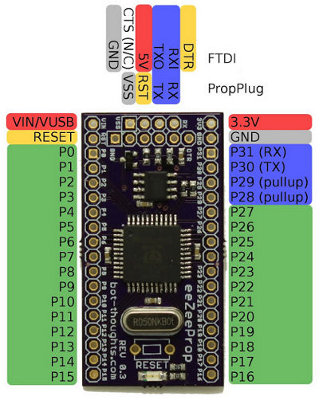 GND
CTS (N/C)
5V
TXO
RXI
DTR
FTDI
VSS
RST
TX
RX
PropPlug
VIN/VUSB
3.3V
RESET
GND
P0
P31 (RX)
P1
P30 (TX)
P2
P29 (pullup)
P3
P28 (pullup)
P4
P27
P5
P26
P6
P25
P7
P24
P8
P23
P9
P22
P10
P21
P11
P20
P12
P19
P13
P18
P14
P17
P15
P16
bot-thoughts.com
eeZeeProp
RD50NKB0t
REV 0.3
RESET